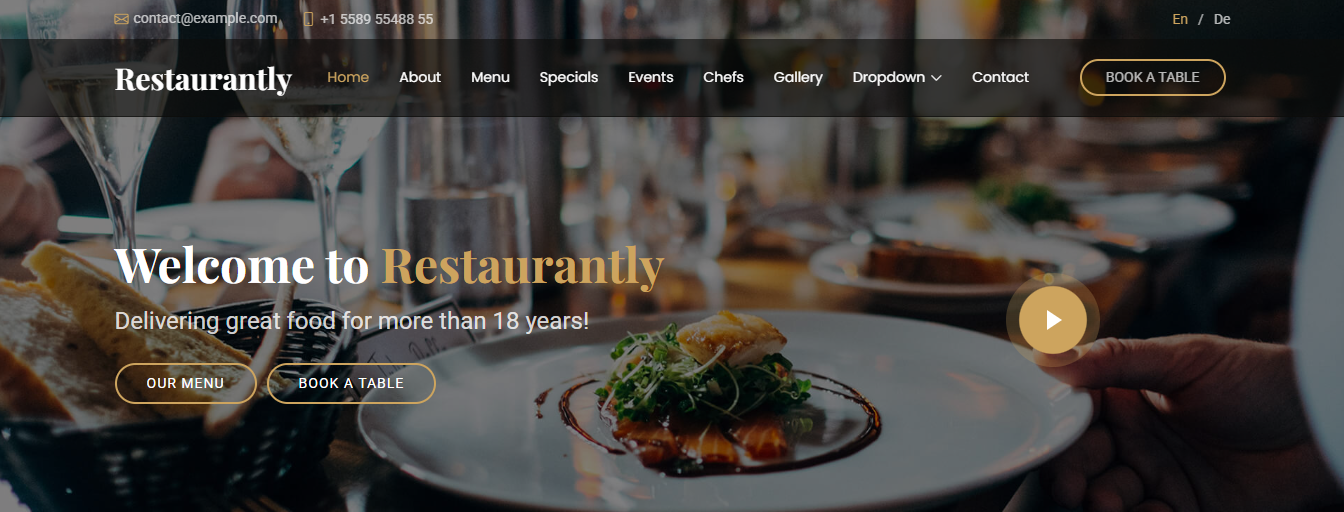 contact@example.com +1 5589 55488 55 En / De
Restaurantly Home About Menu Specials Events Chefs Gallery Dropdown Contact BOOK A TABLE
Welcome to Restaurantly
Delivering great food for more than 18 years!
OUR MENU BOOK A TABLE